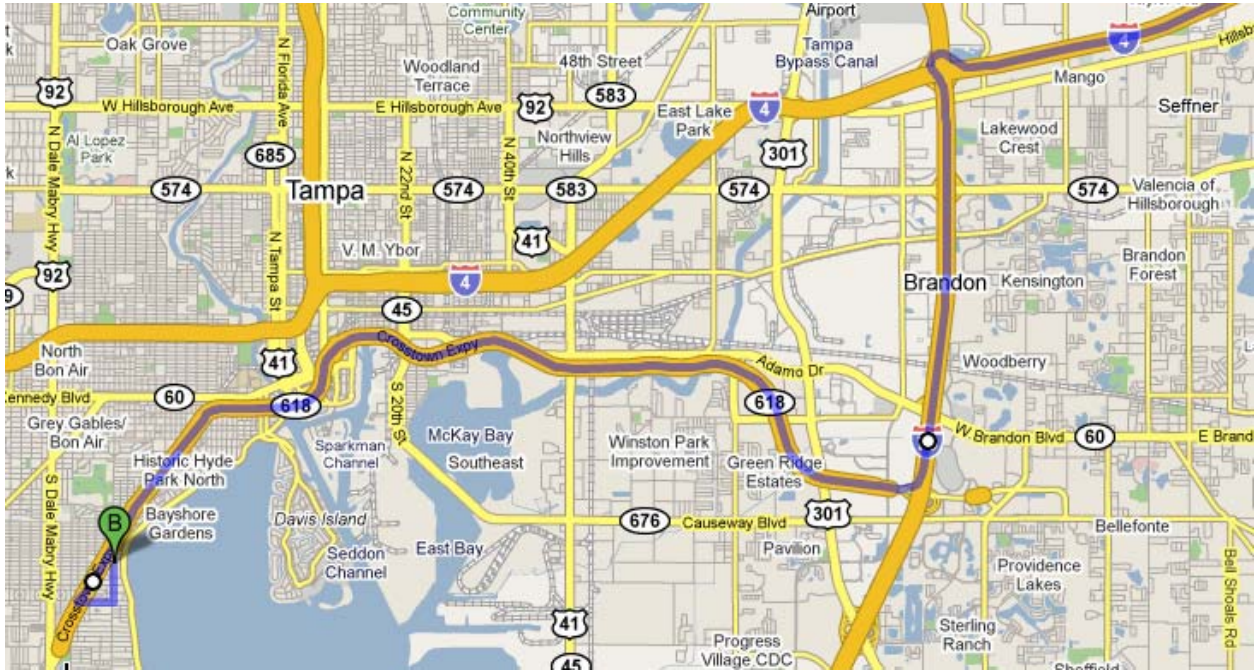 Community
Center
Airport
Oak Grove
N Florida Ave
Woodland
Terrace
48th Street
Tampa
Bypass Canal
4
Mango
92
W Hillsborough Ave
E Hillsborough Ave
92
583
East Lake
Park
4
Seffner
Al Lopez
Park
685
N 40th St
Northview
Hills
301
Lakewood
Crest
N Dale Mabry Hwy
574
Tampa
N 22nd St
574
583
574
574
Valencia of
Hillsborough
N Tampa St
V. M. Ybor
41
92
4
Brandon
Kensington
Brandon
Forest
9
45
North
Bon Air
41
Crosstown Expy
Adamo Dr
Woodberry
60
618
S 20th St
618
Grey Gables/
Bon Air
Sparkman
Channel
McKay Bay
Southeast
Winston Park
Improvement
W Brandon Blvd
60
E Brand
Historic Hyde
Park North
Green Ridge
Estates
S Dale Mabry Hwy
B
Bayshore
Gardens
Davis Island
676
Causeway Blvd
301
Bellefonte
Seddon
Channel
East Bay
Pavilion
Providence
Lakes
Bell Shoals Rd
41
Sterling
Ranch
Progress
Village CDC
45